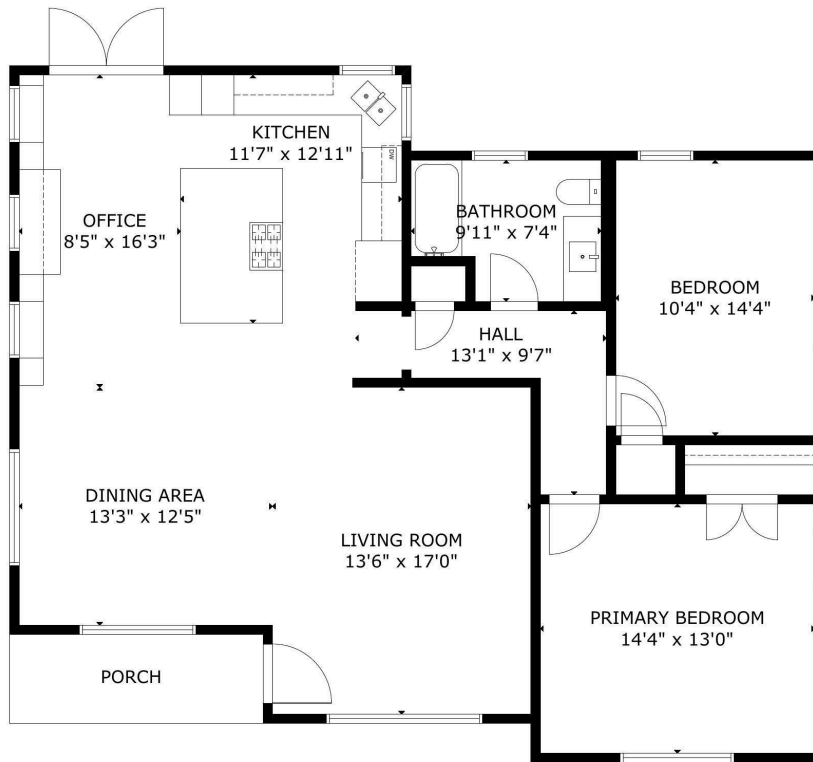 KITCHEN
11'7" x 12'11"
DW
OFFICE
8'5" x 16'3"
BATHROOM
9'11" x 7'4"
BEDROOM
10'4" x 14'4"
HALL
13'1" x 9'7"
DINING AREA
13'3" x 12'5"
LIVING ROOM
13'6" x 17'0"
PRIMARY BEDROOM
14'4" x 13'0"
PORCH